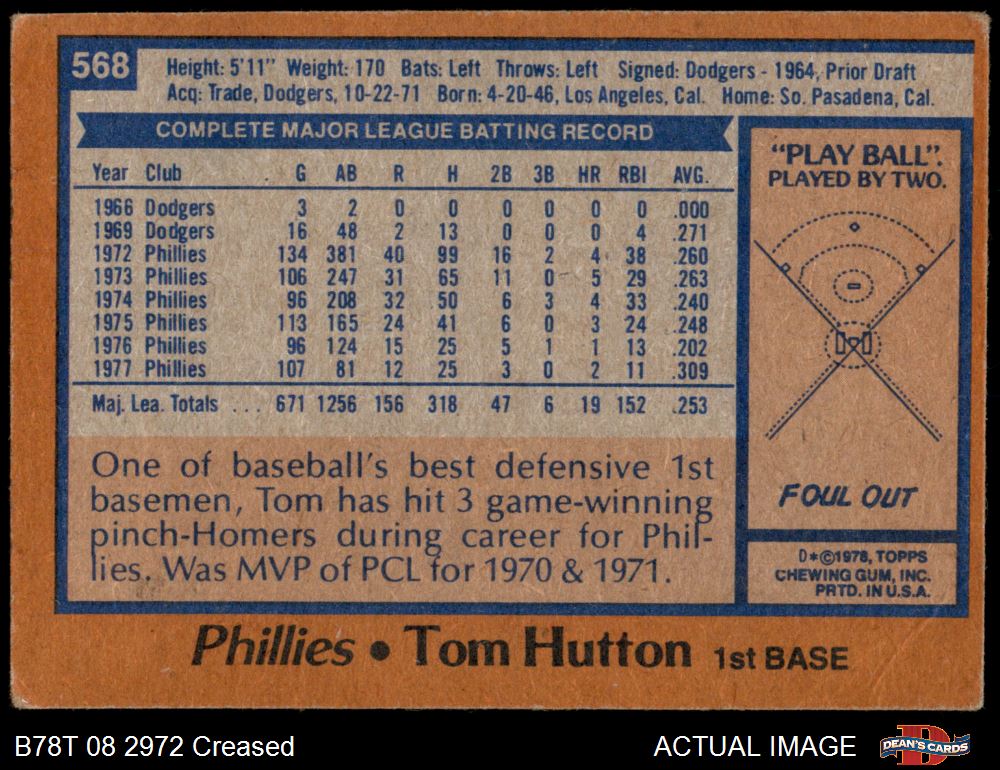 568
Height: 5'11" Weight: 170 Bats: Left Throws: Left Signed: Dodgers - 1964, Prior Draft
Acq: Trade, Dodgers, 10-22-71 Born: 4-20-46, Los Angeles, Cal. Home: So. Pasadena, Cal.
COMPLETE MAJOR LEAGUE BATTING RECORD
Year Club G AB R H 2B 3B HR RBI AVG.
1966 Dodgers 3 2 0 0 0 0 0 0 .000
1969 Dodgers 16 48 2 13 0 0 0 4 .271
1972 Phillies 134 381 40 99 16 2 4 38 .260
1973 Phillies 106 247 31 65 11 0 5 29 .263
1974 Phillies 96 208 32 50 6 3 4 33 .240
1975 Phillies 113 165 24 41 6 0 3 24 .248
1976 Phillies 96 124 15 25 5 1 1 13 .202
1977 Phillies 107 81 12 25 3 0 2 11 .309
Maj. Lea. Totals ... 671 1256 156 318 47 6 19 152 .253
One of baseball's best defensive 1st
basemen, Tom has hit 3 game-winning
pinch-Homers during career for Phil-
lies. Was MVP of PCL for 1970 & 1971.
"PLAY BALL".
PLAYED BY TWO.
FOUL OUT
D*©1978, TOPPS
CHEWING GUM, INC.
PRTD. IN U.S.A.
Phillies • Tom Hutton 1st BASE
B78T 08 2972 Creased
ACTUAL IMAGE
D
DEAN'S CARDS